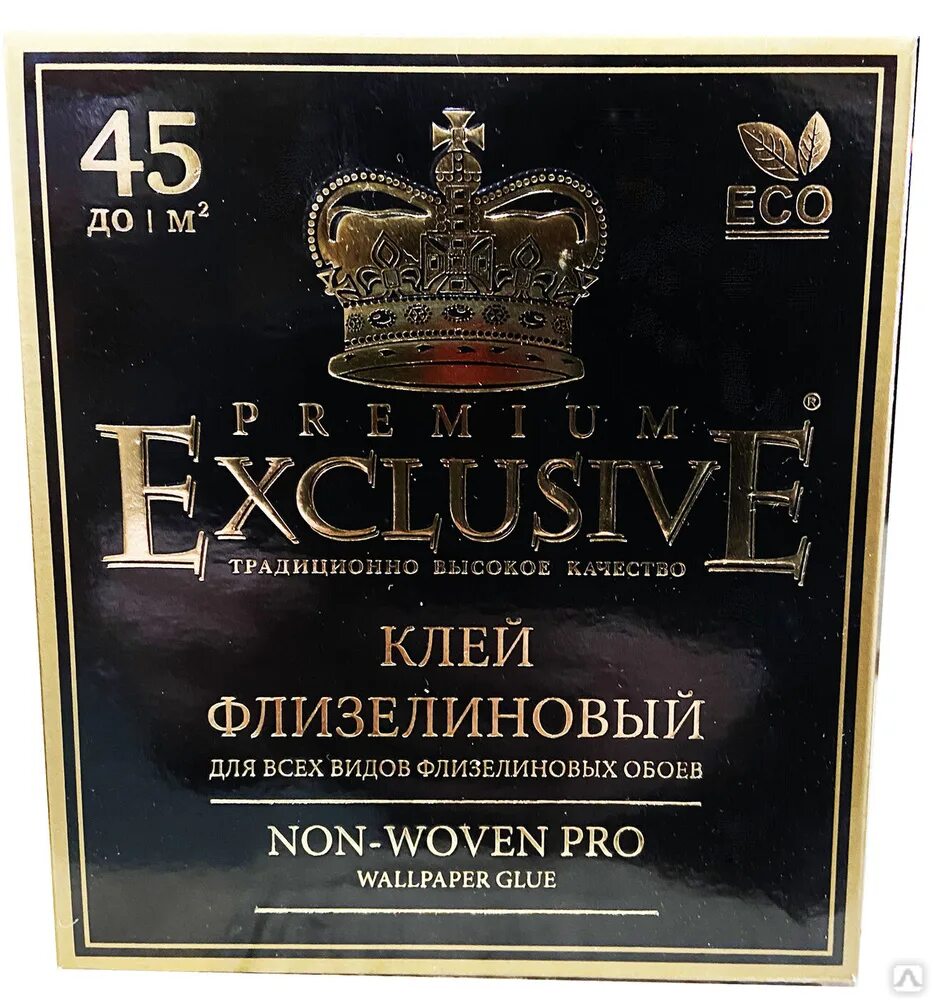 45
ДО | М²
ECO
PREMIUM
EXCLUSIVE®
ТРАДИЦИОННО ВЫСОКОЕ КАЧЕСТВО
КЛЕЙ
ФЛИЗЕЛИНОВЫЙ
ДЛЯ ВСЕХ ВИДОВ ФЛИЗЕЛИНОВЫХ ОБОЕВ
NON-WOVEN PRO
WALLPAPER GLUE